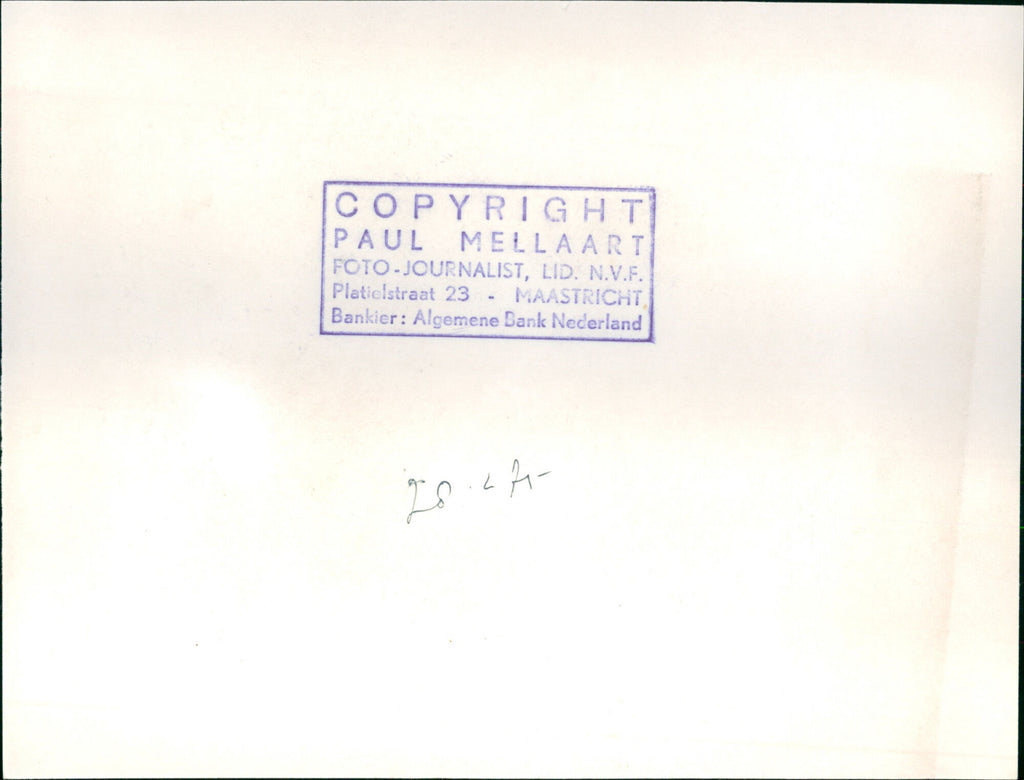 COPYRIGHT
PAUL MELLAART
FOTO-JOURNALIST, LID. N.V.F.
Platielstraat 23 - MAASTRICHT
Bankier: Algemene Bank Nederland